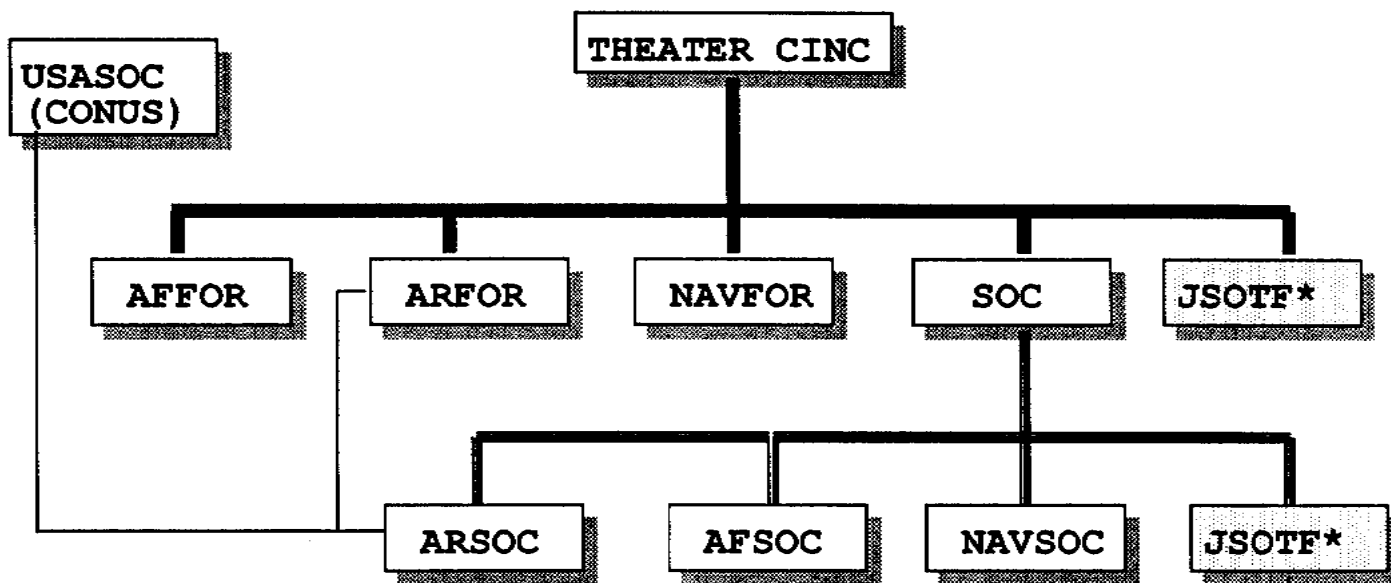 THEATER CINC
USASOC
(CONUS)
AFFOR
ARFOR
NAVFOR
SOC
JSOTF*
ARSOC
AFSOC
NAVSOC
JSOTF*